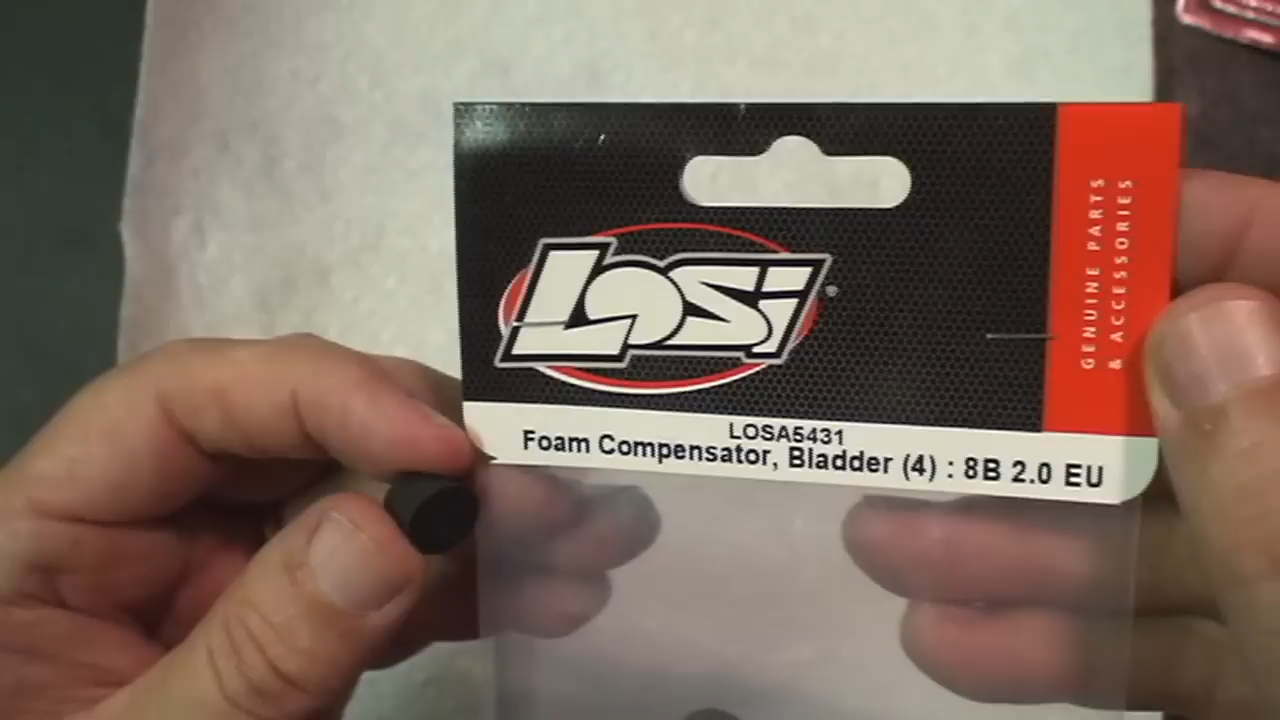 LOSI
GENUINE PARTS
& ACCESSORIES
LOSA5431
Foam Compensator, Bladder (4) : 8B 2.0 EU